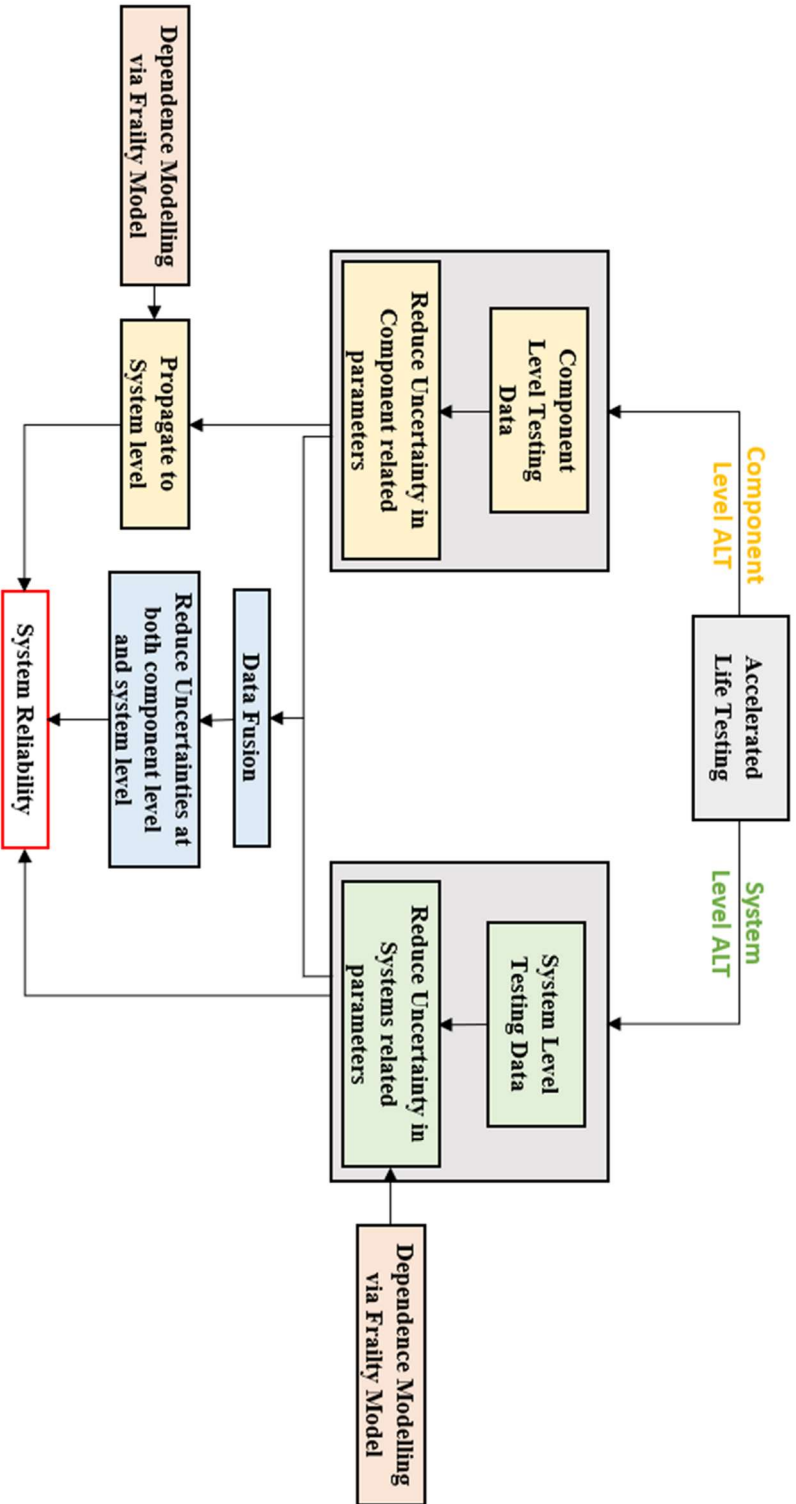 Accelerated
Life Testing
Component
Level ALT
System
Level ALT
Component
Level Testing
Data
Reduce Uncertainty in
Component related
parameters
System Level
Testing Data
Reduce Uncertainty in
Systems related
parameters
Dependence Modelling
via Frailty Model
Data Fusion
Dependence Modelling
via Frailty Model
Propagate to
System level
Reduce Uncertainties at
both component level
and system level
System Reliability